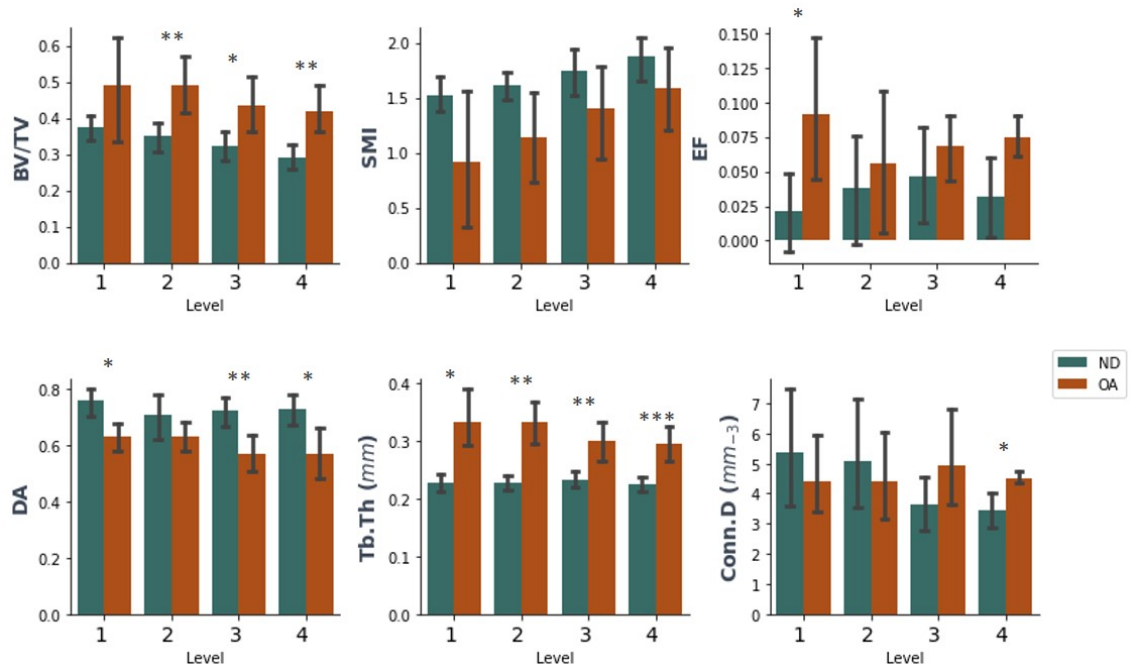 *
BV/TV
0.6
0.5
0.4
0.3
0.2
0.1
0.0
** * **
1 2 3 4
Level
SMI
2.0
1.5
1.0
0.5
0.0
1 2 3 4
Level
EF
0.150
0.125
0.100
0.075
0.050
0.025
0.000
1 2 3 4
Level
DA
0.8
0.6
0.4
0.2
0.0
* ** *
1 2 3 4
Level
Tb.Th (mm)
0.4
0.3
0.2
0.1
0.0
* ** ** ***
1 2 3 4
Level
Conn.D (mm−3)
7
6
5
4
3
2
1
0
*
1 2 3 4
Level
ND
OA